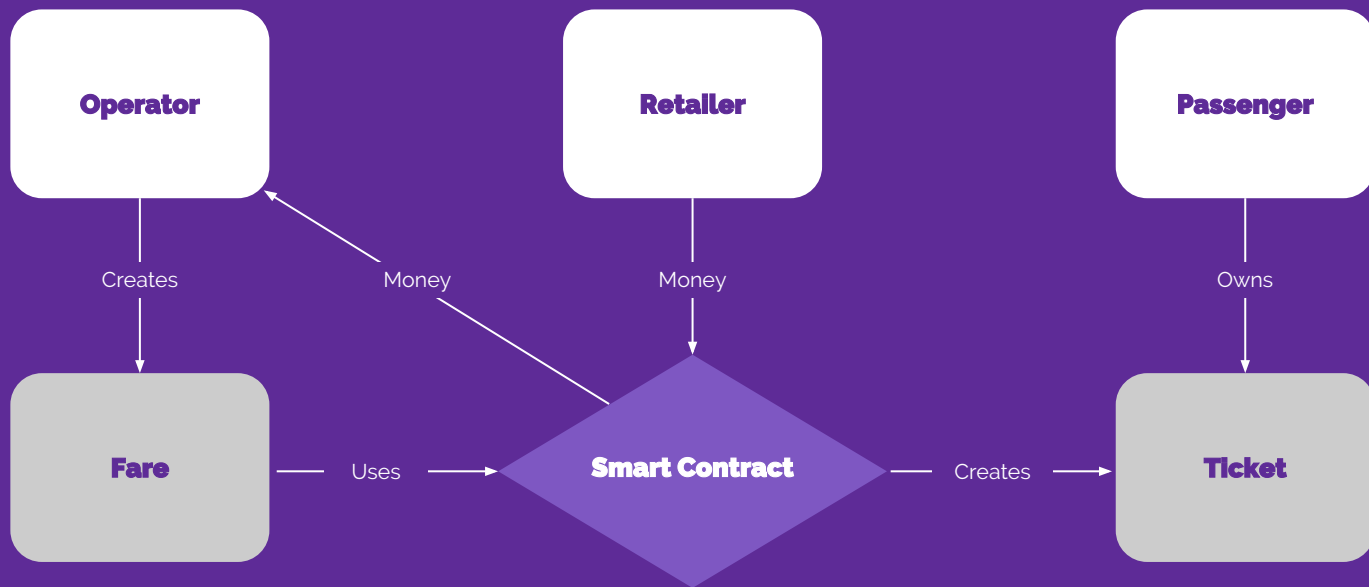 Operator
Retailer
Passenger
Creates
Money
Money
Owns
Fare
Uses
Smart Contract
Creates
Ticket